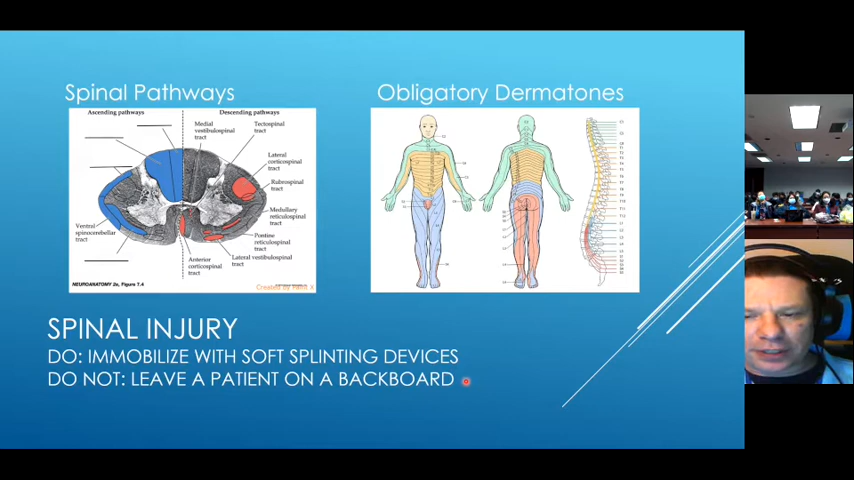 Spinal Pathways
Obligatory Dermatones
Ascending pathways
Descending pathways
Medial
vestibulospinal
tract
Tectospinal
tract
Lateral
corticospinal
tract
Rubrospinal
tract
Medullary
reticulospinal
tract
Pontine
reticulospinal
tract
Lateral vestibulospinal
tract
Anterior
corticospinal
tract
Ventral
spinocerebellar
tract
NEUROANATOMY 2e, Figure 7.4
SPINAL INJURY
DO: IMMOBILIZE WITH SOFT SPLINTING DEVICES
DO NOT: LEAVE A PATIENT ON A BACKBOARD